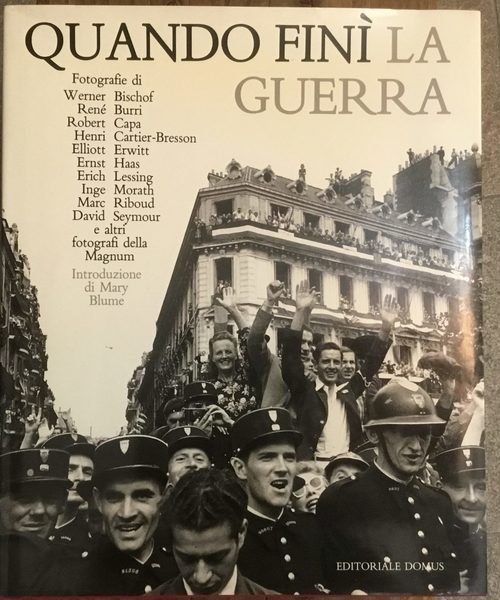 QUANDO FINÌ LA
GUERRA
Fotografie di
Werner Bischof
René Burri
Robert Capa
Henri Cartier-Bresson
Elliott Erwitt
Ernst Haas
Erich Lessing
Inge Morath
Marc Riboud
David Seymour
e altri
fotografi della
Magnum
Introduzione
di Mary
Blume
EDITORIALE DOMUS